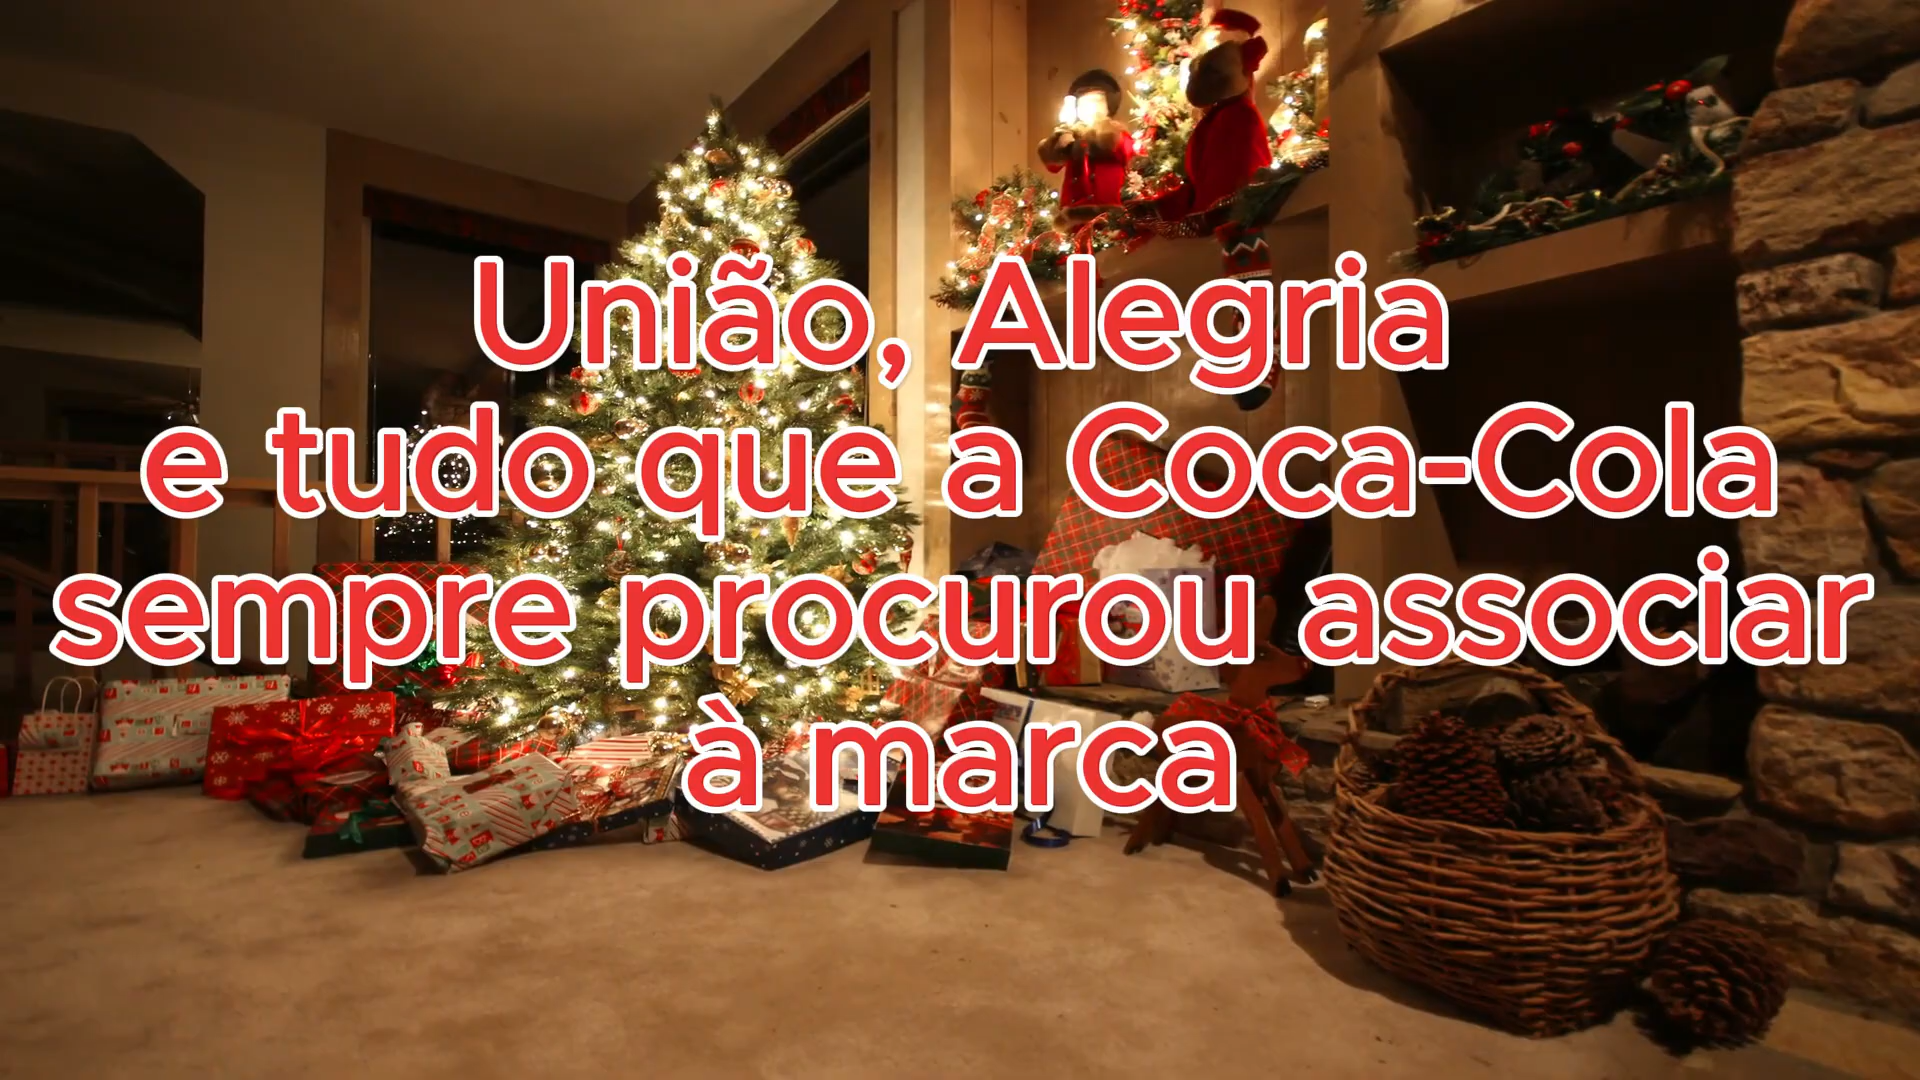 União, Alegria
e tudo que a Coca-Cola
sempre procurou associar
à marca